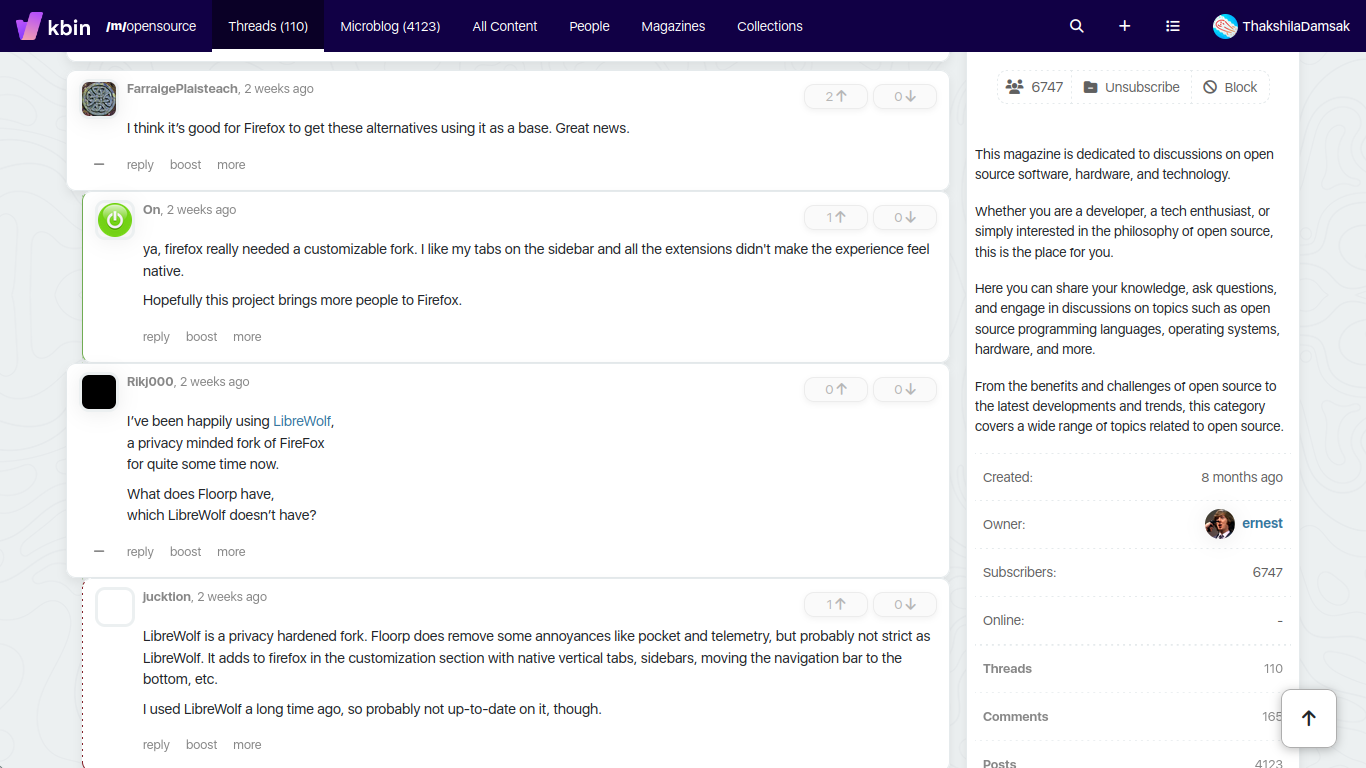 kbin /m/opensource Threads (110) Microblog (4123) All Content People Magazines Collections ThakshilaDamsak
FarraigePlaisteach, 2 weeks ago
2 0
I think it’s good for Firefox to get these alternatives using it as a base. Great news.
reply boost more
On, 2 weeks ago
1 0
ya, firefox really needed a customizable fork. I like my tabs on the sidebar and all the extensions didn't make the experience feel
native.
Hopefully this project brings more people to Firefox.
reply boost more
Rikj000, 2 weeks ago
0 0
I’ve been happily using LibreWolf,
a privacy minded fork of FireFox
for quite some time now.
What does Floorp have,
which LibreWolf doesn’t have?
reply boost more
jucktion, 2 weeks ago
1 0
LibreWolf is a privacy hardened fork. Floorp does remove some annoyances like pocket and telemetry, but probably not strict as
LibreWolf. It adds to firefox in the customization section with native vertical tabs, sidebars, moving the navigation bar to the
bottom, etc.
I used LibreWolf a long time ago, so probably not up-to-date on it, though.
reply boost more
6747 Unsubscribe Block
This magazine is dedicated to discussions on open
source software, hardware, and technology.
Whether you are a developer, a tech enthusiast, or
simply interested in the philosophy of open source,
this is the place for you.
Here you can share your knowledge, ask questions,
and engage in discussions on topics such as open
source programming languages, operating systems,
hardware, and more.
From the benefits and challenges of open source to
the latest developments and trends, this category
covers a wide range of topics related to open source.
Created: 8 months ago
Owner: ernest
Subscribers: 6747
Online: -
Threads 110
Comments 165
Posts 4123